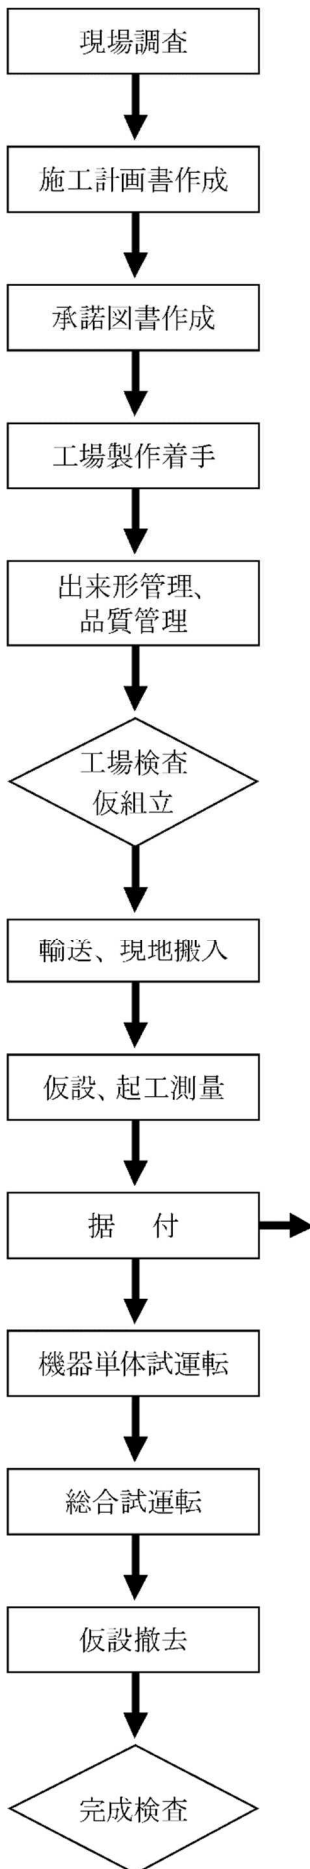 現場調査
施工計画書作成
承諾図書作成
工場製作着手
出来形管理、
品質管理
工場検査
仮組立
輸送、現地搬入
仮設、起工測量
据　付
機器単体試運転
総合試運転
仮設撤去
完成検査